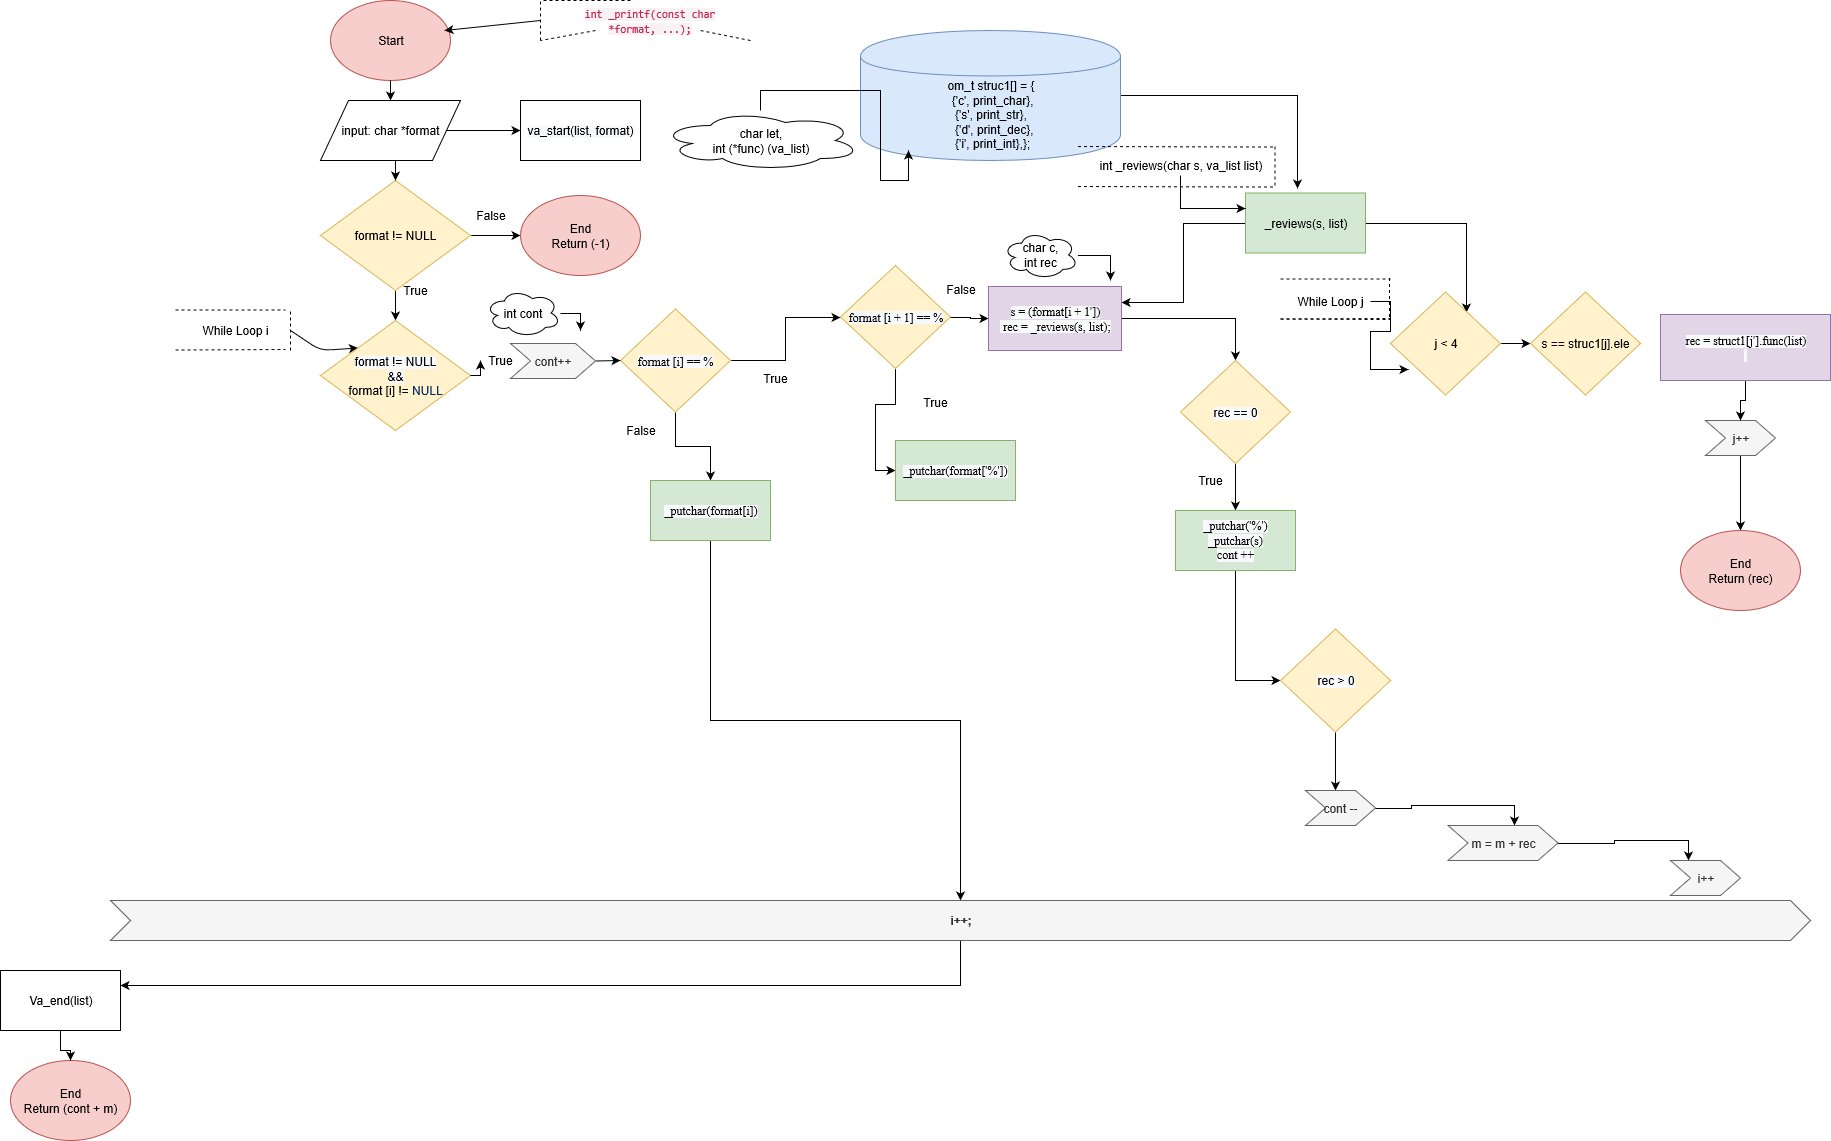 Start
int _printf(const char
*format, ...);
input: char *format
va_start(list, format)
char let,
int (*func) (va_list)
om_t struc1[] = {
{'c', print_char},
{'s', print_str},
{'d', print_dec},
{'i', print_int},};
int _reviews(char s, va_list list)
_reviews(s, list)
format != NULL
False
End
Return (-1)
True
While Loop i
format != NULL
&&
format [i] != NULL
True
int cont
cont++
format [i] == %
True
False
_putchar(format[i])
format [i + 1] == %
False
True
_putchar(format['%'])
char c,
int rec
s = (format[i + 1'])
rec = _reviews(s, list);
While Loop j
j < 4
s == struc1[j].ele
rec = struct1[j'].func(list)
j++
End
Return (rec)
rec == 0
True
_putchar('%')
_putchar(s)
cont ++
rec > 0
cont --
m = m + rec
i++
i++;
Va_end(list)
End
Return (cont + m)